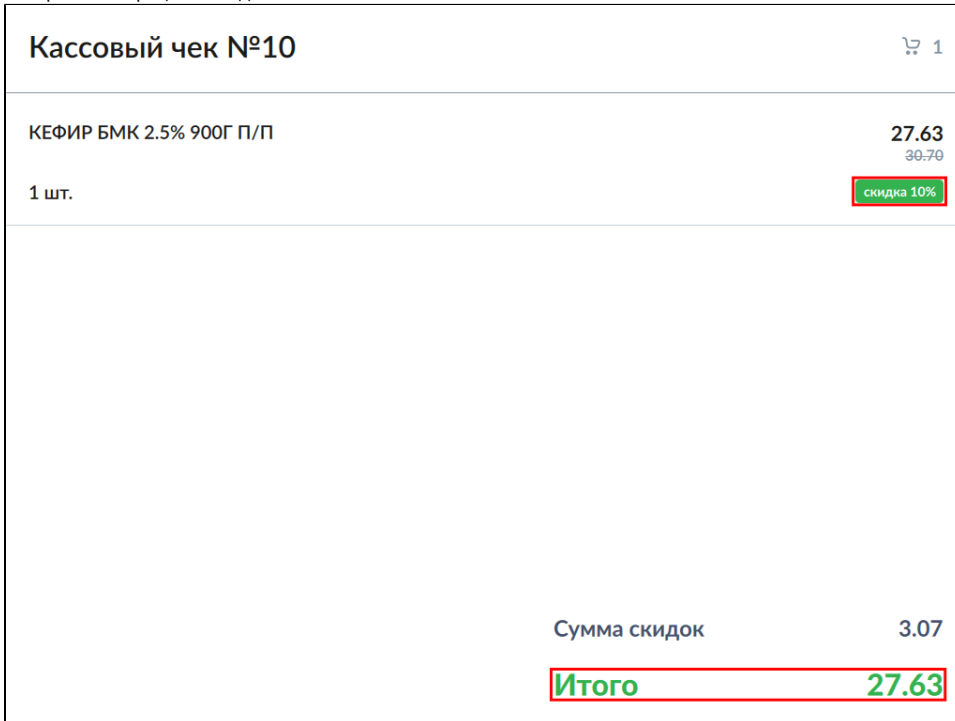 Кассовый чек №10
1
КЕФИР БМК 2.5% 900Г П/П
27.63
30.70
1 шт.
скидка 10%
Сумма скидок 3.07
Итого 27.63